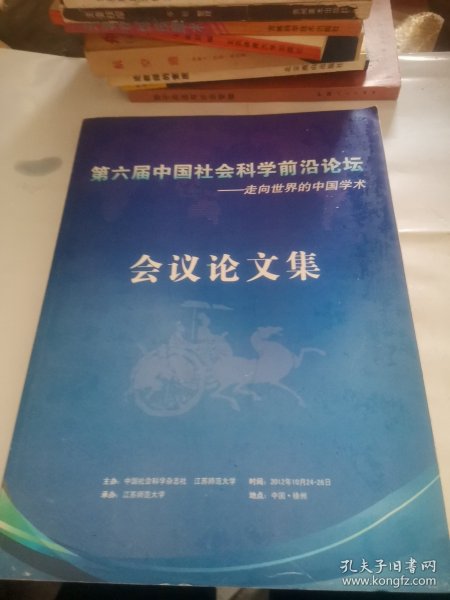 第六届中国社会科学前沿论坛
——走向世界的中国学术
会议论文集
主办：中国社会科学杂志社 江苏师范大学 时间：2012年10月24-26日
承办：江苏师范大学 地点：中国·徐州
孔夫子旧书网
www.kongfz.com